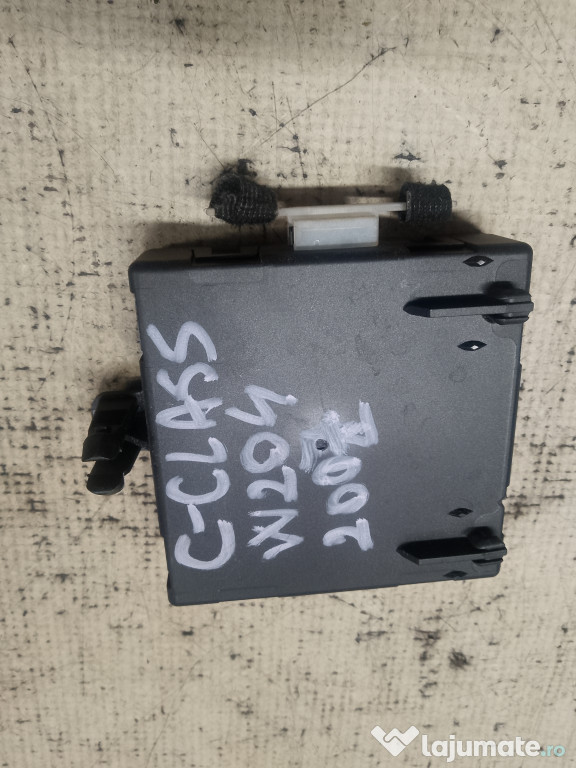 C-CLASS
W204
2007
lajumate.ro